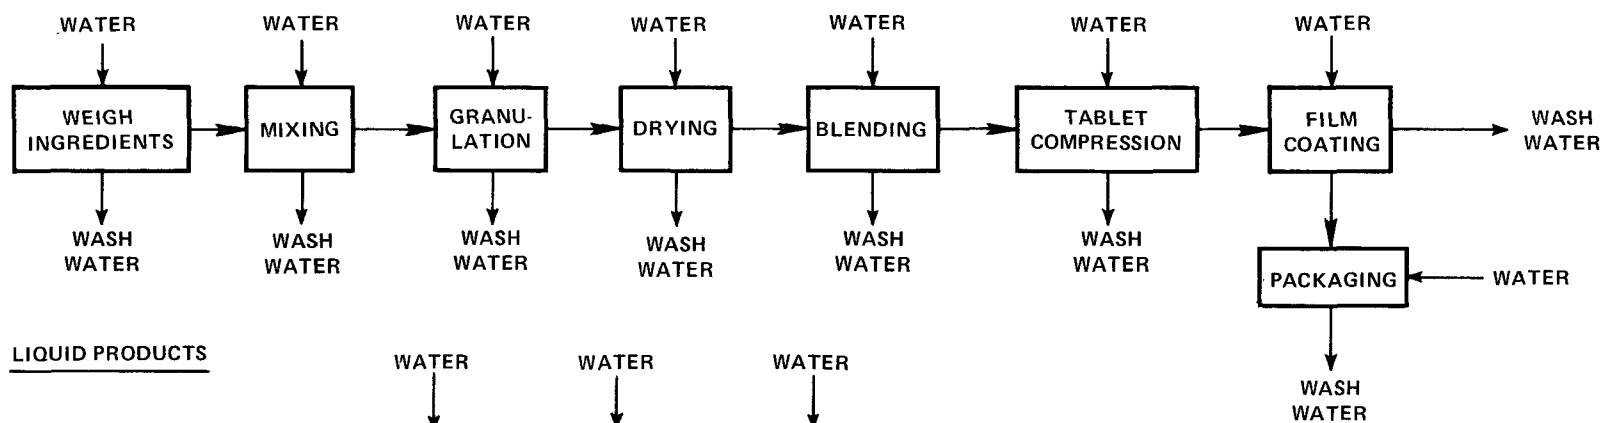 WATER WATER WATER WATER WATER WATER WATER
WEIGH
INGREDIENTS
MIXING
GRANU-
LATION
DRYING
BLENDING
TABLET
COMPRESSION
FILM
COATING
WASH
WATER
WASH
WATER
WASH
WATER
WASH
WATER
WASH
WATER
WASH
WATER
WASH
WATER
PACKAGING
WATER
WASH
WATER
LIQUID PRODUCTS
WATER WATER WATER